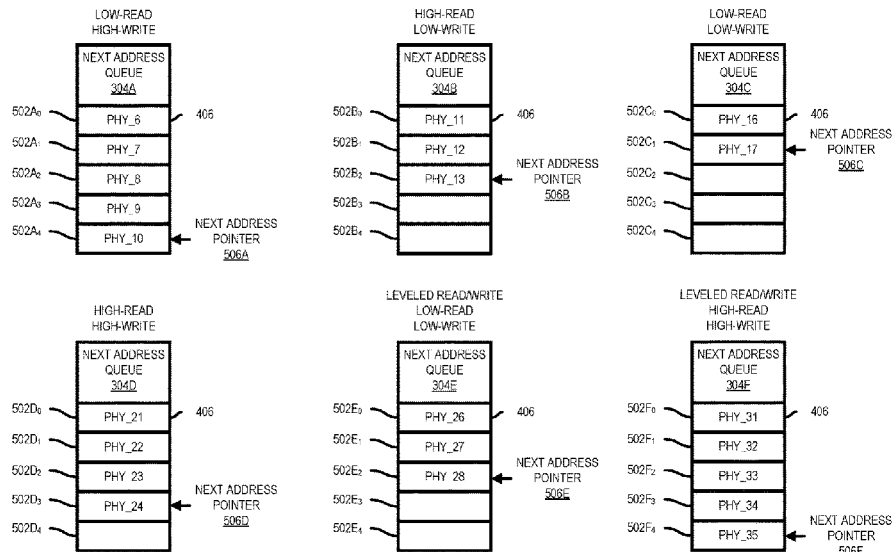 LOW-READ
HIGH-WRITE
NEXT ADDRESS
QUEUE
304A
502A0
PHY_6
406
502A1
PHY_7
502A2
PHY_8
502A3
PHY_9
502A4
PHY_10
NEXT ADDRESS
POINTER
506A
HIGH-READ
LOW-WRITE
NEXT ADDRESS
QUEUE
304B
502B0
PHY_11
406
502B1
PHY_12
502B2
PHY_13
NEXT ADDRESS
POINTER
506B
502B3
502B4
LOW-READ
LOW-WRITE
NEXT ADDRESS
QUEUE
304C
502C0
PHY_16
406
502C1
PHY_17
NEXT ADDRESS
POINTER
506C
502C2
502C3
502C4
HIGH-READ
HIGH-WRITE
NEXT ADDRESS
QUEUE
304D
502D0
PHY_21
406
502D1
PHY_22
502D2
PHY_23
502D3
PHY_24
NEXT ADDRESS
POINTER
506D
502D4
LEVELED READ/WRITE
LOW-READ
LOW-WRITE
NEXT ADDRESS
QUEUE
304E
502E0
PHY_26
406
502E1
PHY_27
502E2
PHY_28
NEXT ADDRESS
POINTER
506E
502E3
502E4
LEVELED READ/WRITE
HIGH-READ
HIGH-WRITE
NEXT ADDRESS
QUEUE
304F
502F0
PHY_31
406
502F1
PHY_32
502F2
PHY_33
502F3
PHY_34
502F4
PHY_35
NEXT ADDRESS
POINTER
506F